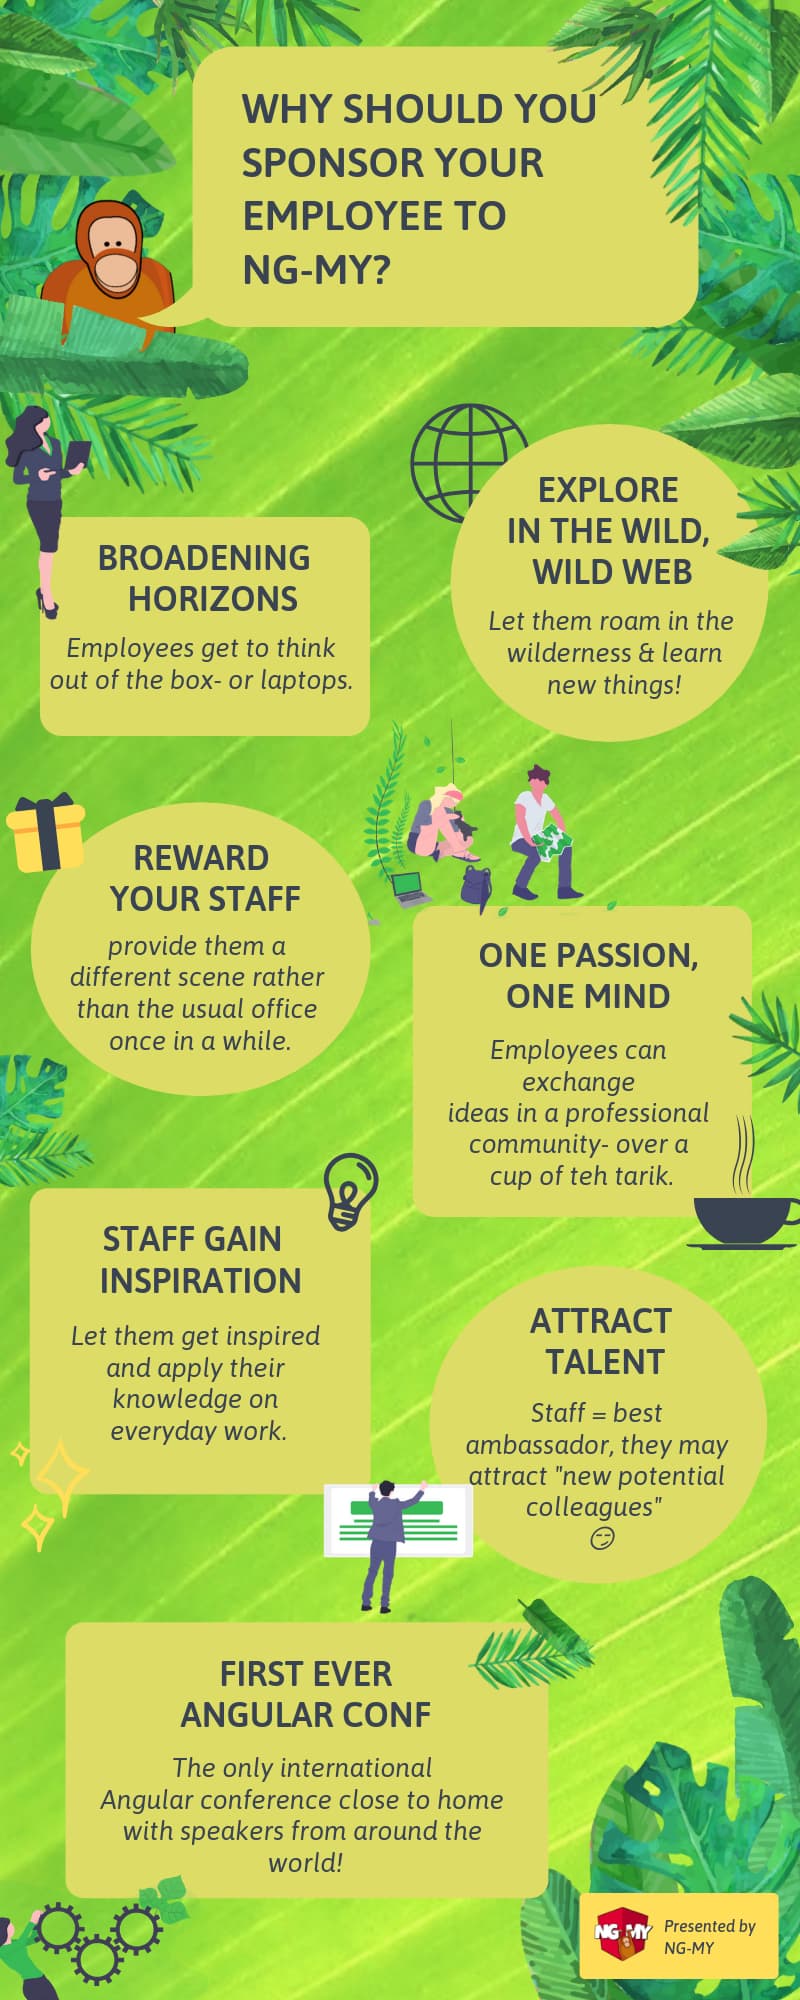 WHY SHOULD YOU
SPONSOR YOUR
EMPLOYEE TO
NG-MY?
BROADENING
HORIZONS
Employees get to think
out of the box- or laptops.
EXPLORE
IN THE WILD,
WILD WEB
Let them roam in the
wilderness & learn
new things!
REWARD
YOUR STAFF
provide them a
different scene rather
than the usual office
once in a while.
ONE PASSION,
ONE MIND
Employees can
exchange
ideas in a professional
community- over a
cup of teh tarik.
STAFF GAIN
INSPIRATION
Let them get inspired
and apply their
knowledge on
everyday work.
ATTRACT
TALENT
Staff = best
ambassador, they may
attract "new potential
colleagues"
😏
FIRST EVER
ANGULAR CONF
The only international
Angular conference close to home
with speakers from around the
world!
NG-MY
Presented by
NG-MY